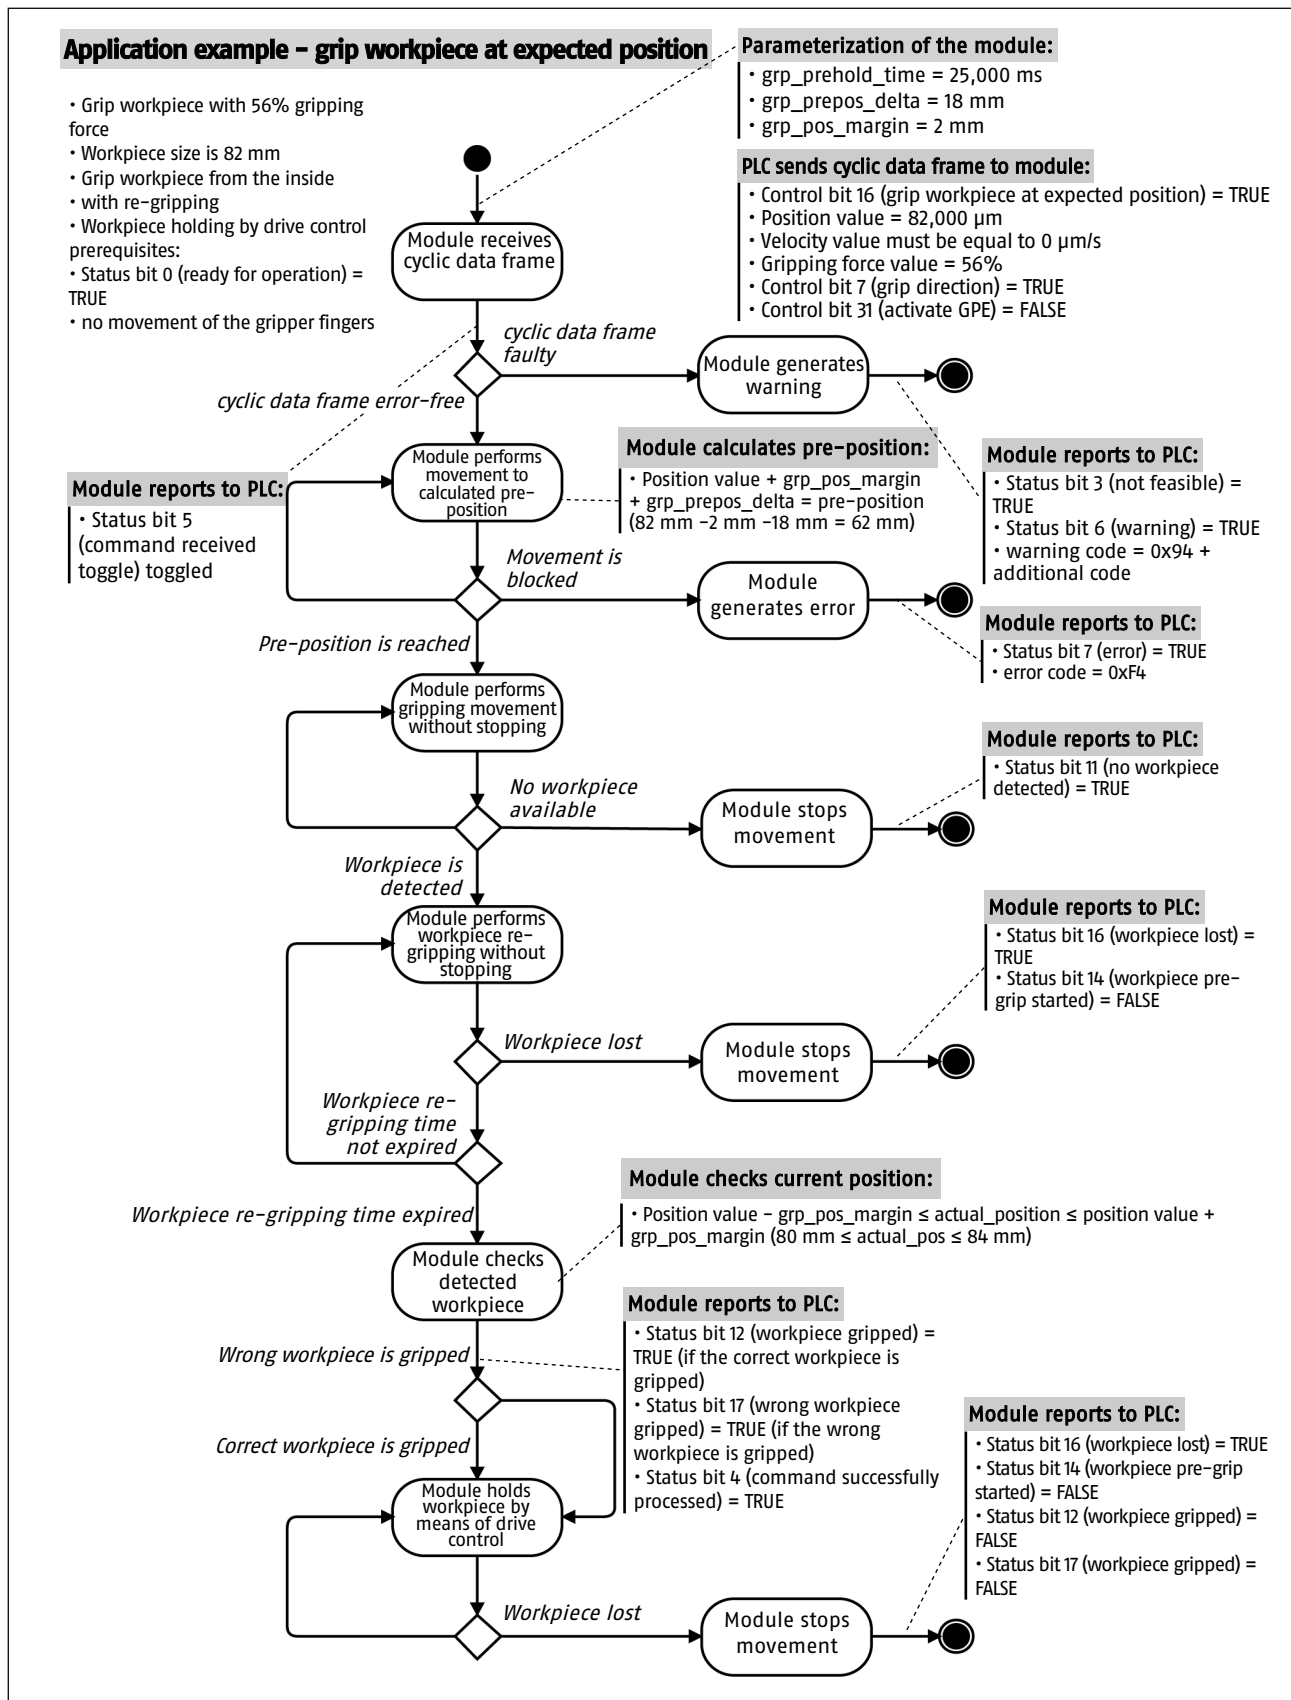 Application example – grip workpiece at expected position
• Grip workpiece with 56% gripping
force
• Workpiece size is 82 mm
• Grip workpiece from the inside
• with re-gripping
• Workpiece holding by drive control
prerequisites:
• Status bit 0 (ready for operation) =
TRUE
• no movement of the gripper fingers
Parameterization of the module:
• grp_prehold_time = 25,000 ms
• grp_prepos_delta = 18 mm
• grp_pos_margin = 2 mm
PLC sends cyclic data frame to module:
• Control bit 16 (grip workpiece at expected position) = TRUE
• Position value = 82,000 µm
• Velocity value must be equal to 0 µm/s
• Gripping force value = 56%
• Control bit 7 (grip direction) = TRUE
• Control bit 31 (activate GPE) = FALSE
Module receives
cyclic data frame
cyclic data frame
faulty
Module generates
warning
cyclic data frame error-free
Module reports to PLC:
• Status bit 5
(command received
toggle) toggled
Module performs
movement to
calculated pre-
position
Module calculates pre-position:
• Position value + grp_pos_margin
+ grp_prepos_delta = pre-position
(82 mm -2 mm -18 mm = 62 mm)
Module reports to PLC:
• Status bit 3 (not feasible) =
TRUE
• Status bit 6 (warning) = TRUE
• warning code = 0x94 +
additional code
Movement is
blocked
Module
generates error
Module reports to PLC:
• Status bit 7 (error) = TRUE
• error code = 0xF4
Pre-position is reached
Module performs
gripping movement
without stopping
Module reports to PLC:
• Status bit 11 (no workpiece
detected) = TRUE
No workpiece
available
Module stops
movement
Workpiece is
detected
Module performs
workpiece re-
gripping without
stopping
Module reports to PLC:
• Status bit 16 (workpiece lost) =
TRUE
• Status bit 14 (workpiece pre-
grip started) = FALSE
Workpiece lost
Module stops
movement
Workpiece re-
gripping time
not expired
Workpiece re-gripping time expired
Module checks current position:
• Position value - grp_pos_margin ≤ actual_position ≤ position value +
grp_pos_margin (80 mm ≤ actual_pos ≤ 84 mm)
Module checks
detected
workpiece
Module reports to PLC:
• Status bit 12 (workpiece gripped) =
TRUE (if the correct workpiece is
gripped)
• Status bit 17 (wrong workpiece
gripped) = TRUE (if the wrong
workpiece is gripped)
• Status bit 4 (command successfully
processed) = TRUE
Wrong workpiece is gripped
Correct workpiece is gripped
Module holds
workpiece by
means of drive
control
Module reports to PLC:
• Status bit 16 (workpiece lost) = TRUE
• Status bit 14 (workpiece pre-grip
started) = FALSE
• Status bit 12 (workpiece gripped) =
FALSE
• Status bit 17 (workpiece gripped) =
FALSE
Workpiece lost
Module stops
movement